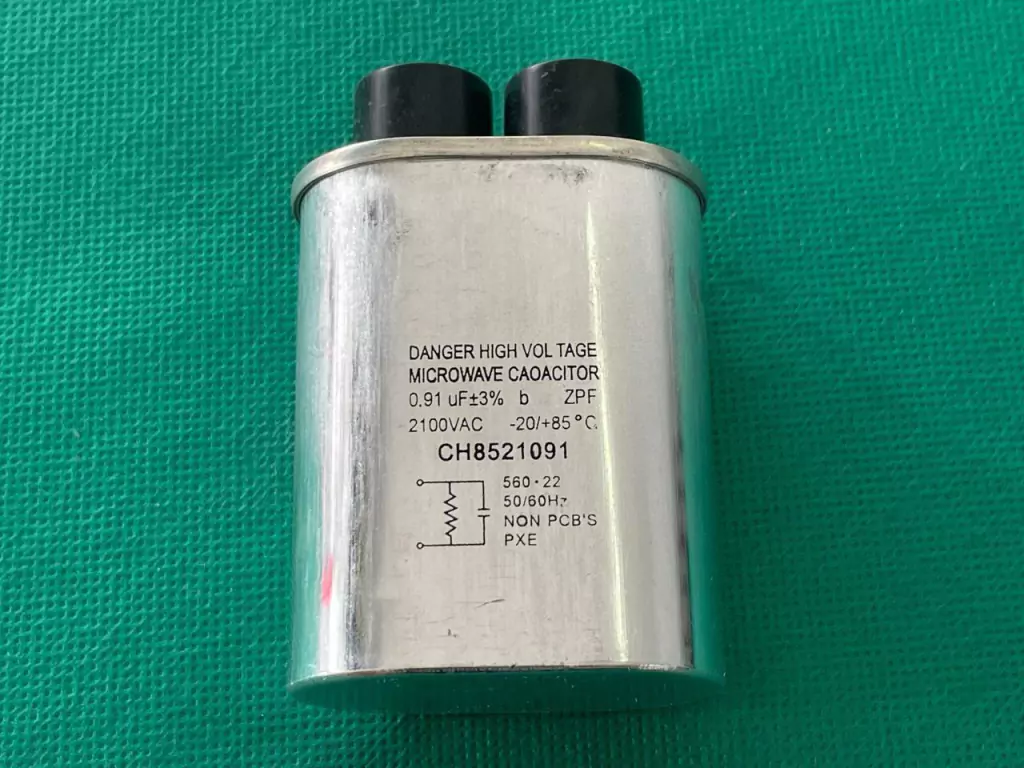 DANGER HIGH VOL TAGE
MICROWAVE CAOACITOR
0.91 uF±3% b ZPF
2100VAC -20/+85°C
CH8521091
560·22
50/60Hz
NON PCB'S
PXE